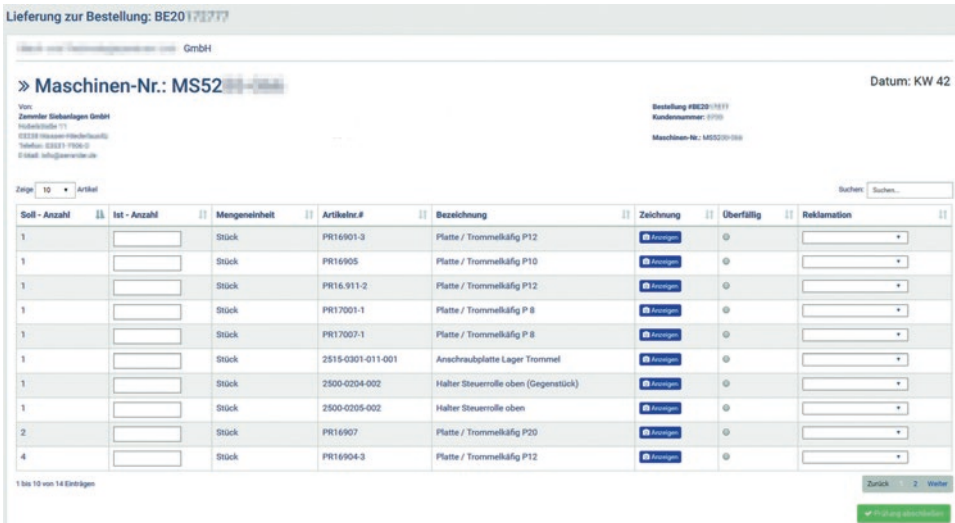 Lieferung zur Bestellung: BE20
GmbH
» Maschinen-Nr.: MS52
Datum: KW 42
Von:
Zemmler Siebanlagen GmbH
Bestellung #BE20
Kundennummer:
Maschinen-Nr.: MS52
Zeige 10 Artikel
Suchen: Suchen...
Soll - Anzahl Ist - Anzahl Mengeneinheit Artikelnr.# Bezeichnung Zeichnung Überfällig Reklamation
1 Stück PR16901-3 Platte / Trommelkäfig P12 Anzeigen
1 Stück PR16905 Platte / Trommelkäfig P10 Anzeigen
1 Stück PR16.911-2 Platte / Trommelkäfig P12 Anzeigen
1 Stück PR17001-1 Platte / Trommelkäfig P 8 Anzeigen
1 Stück PR17007-1 Platte / Trommelkäfig P 8 Anzeigen
1 Stück 2515-0301-011-001 Anschraubplatte Lager Trommel Anzeigen
1 Stück 2500-0204-002 Halter Steuerrolle oben (Gegenstück) Anzeigen
1 Stück 2500-0205-002 Halter Steuerrolle oben Anzeigen
2 Stück PR16907 Platte / Trommelkäfig P20 Anzeigen
4 Stück PR16904-3 Platte / Trommelkäfig P12 Anzeigen
1 bis 10 von 14 Einträgen
Zurück 1 2 Weiter
Prüfung abschließen